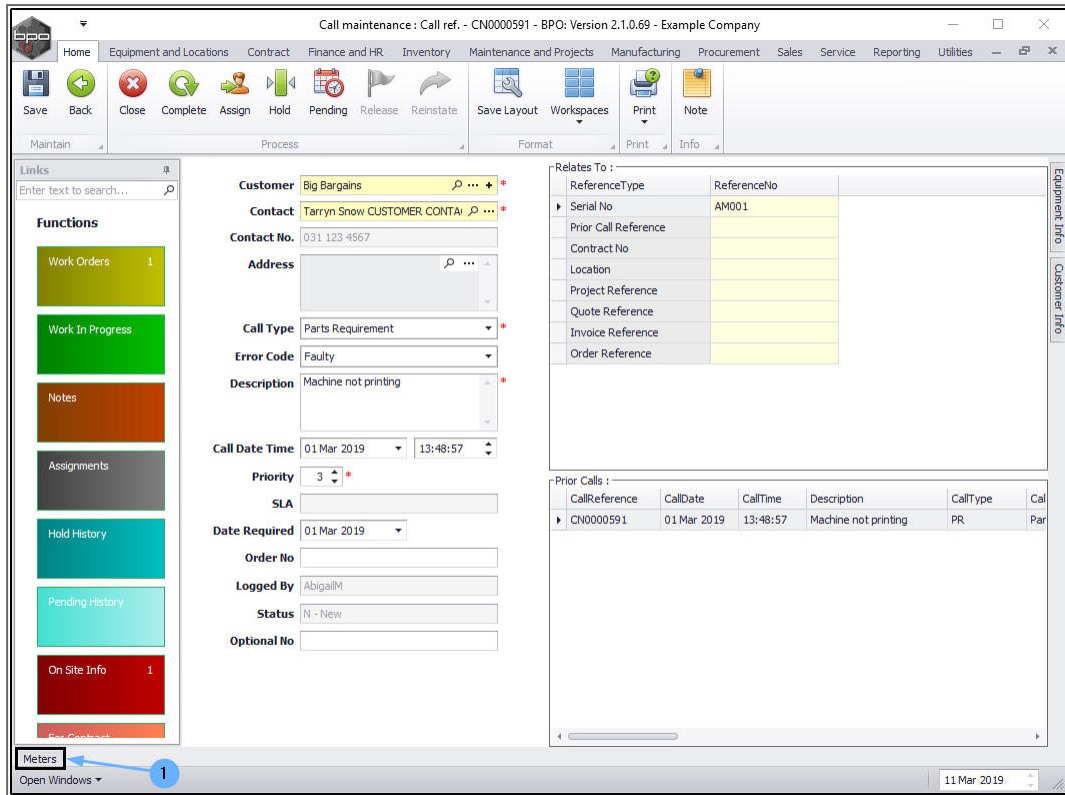 bpo
Call maintenance : Call ref. - CN0000591 - BPO: Version 2.1.0.69 - Example Company
Home Equipment and Locations Contract Finance and HR Inventory Maintenance and Projects Manufacturing Procurement Sales Service Reporting Utilities
Save Back Close Complete Assign Hold Pending Release Reinstate Save Layout Workspaces Print Note
Maintain Process Format Print Info
Links
Enter text to search...
Functions
Work Orders 1
Work In Progress
Notes
Assignments
Hold History
Pending History
On Site Info 1
For Contract
Customer Big Bargains *
Contact Tarryn Snow CUSTOMER CONTA *
Contact No. 031 123 4567
Address
Call Type Parts Requirement *
Error Code Faulty
Description Machine not printing *
Call Date Time 01 Mar 2019 13:48:57
Priority 3 *
SLA
Date Required 01 Mar 2019
Order No
Logged By AbigailM
Status N - New
Optional No
Relates To :
ReferenceType ReferenceNo
Serial No AM001
Prior Call Reference
Contract No
Location
Project Reference
Quote Reference
Invoice Reference
Order Reference
Prior Calls :
CallReference CallDate CallTime Description CallType Cal
CN0000591 01 Mar 2019 13:48:57 Machine not printing PR Par
Equipment Info
Customer Info
Meters
1
Open Windows
11 Mar 2019